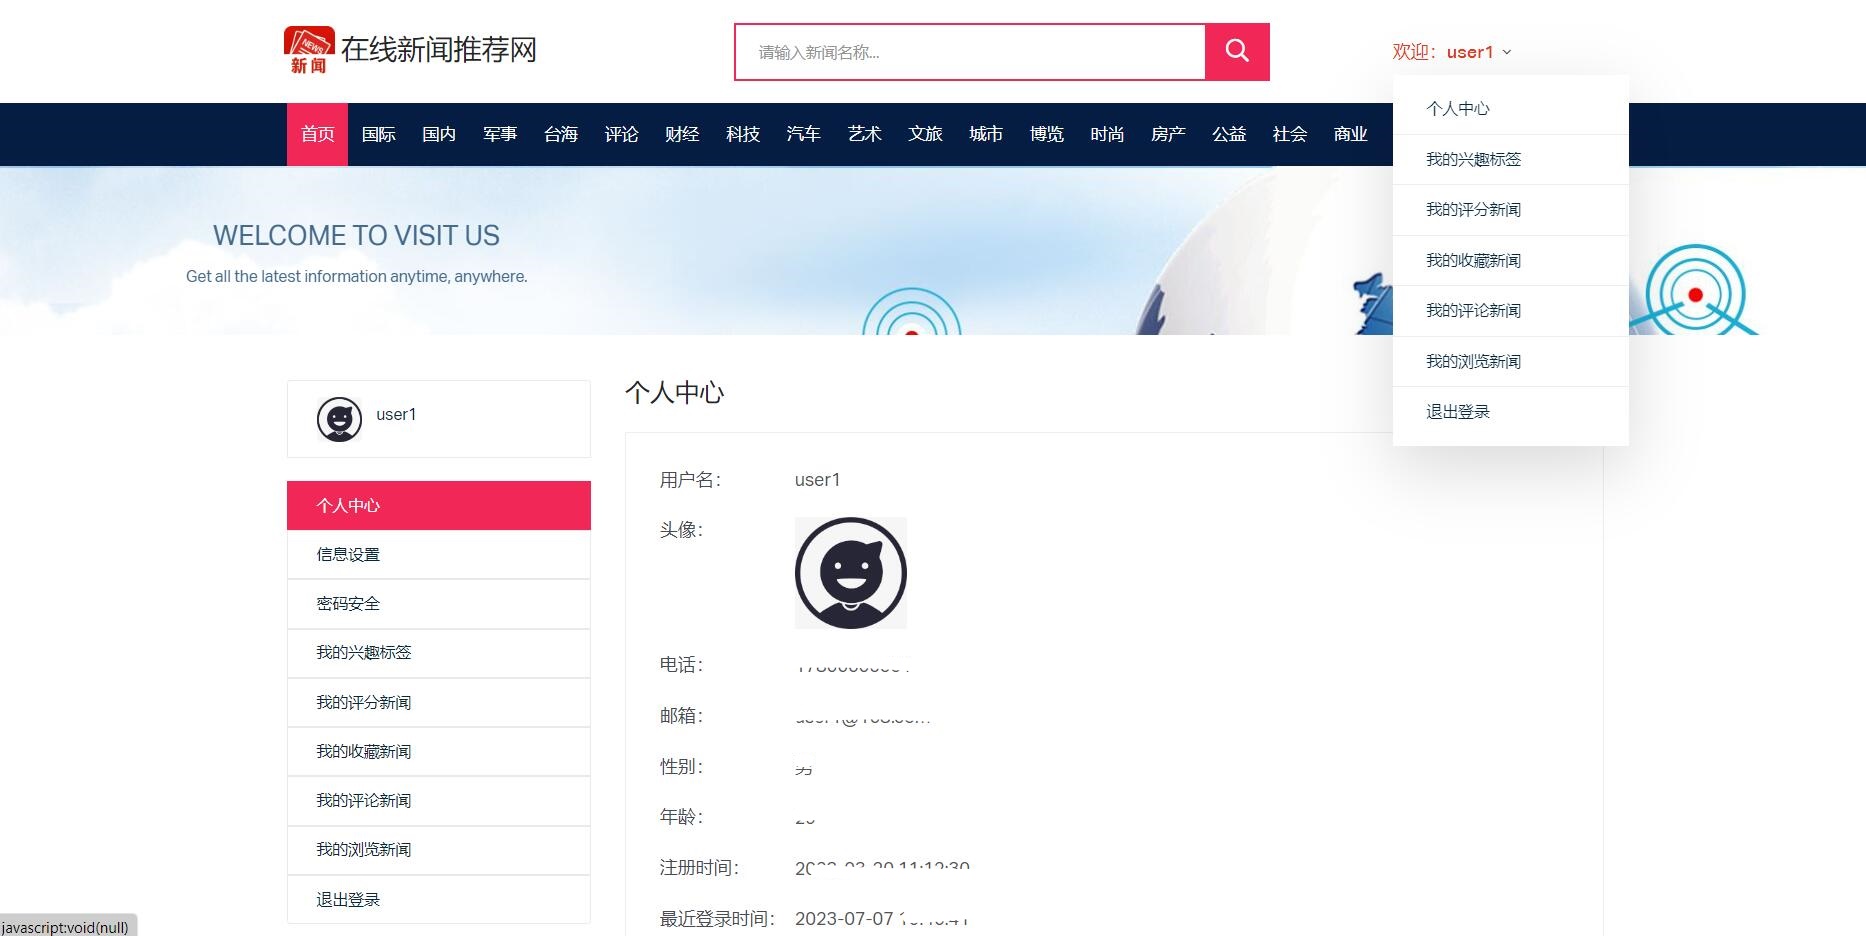 NEWS
新闻
在线新闻推荐网
请输入新闻名称...
欢迎：user1
首页 国际 国内 军事 台海 评论 财经 科技 汽车 艺术 文旅 城市 博览 时尚 房产 公益 社会 商业
个人中心
我的兴趣标签
我的评分新闻
我的收藏新闻
我的评论新闻
我的浏览新闻
退出登录
WELCOME TO VISIT US
Get all the latest information anytime, anywhere.
user1
个人中心
信息设置
密码安全
我的兴趣标签
我的评分新闻
我的收藏新闻
我的评论新闻
我的浏览新闻
退出登录
个人中心
用户名： user1
头像：
电话：
邮箱：
性别：
年龄：
注册时间：
最近登录时间： 2023-07-07
javascript:void(null)